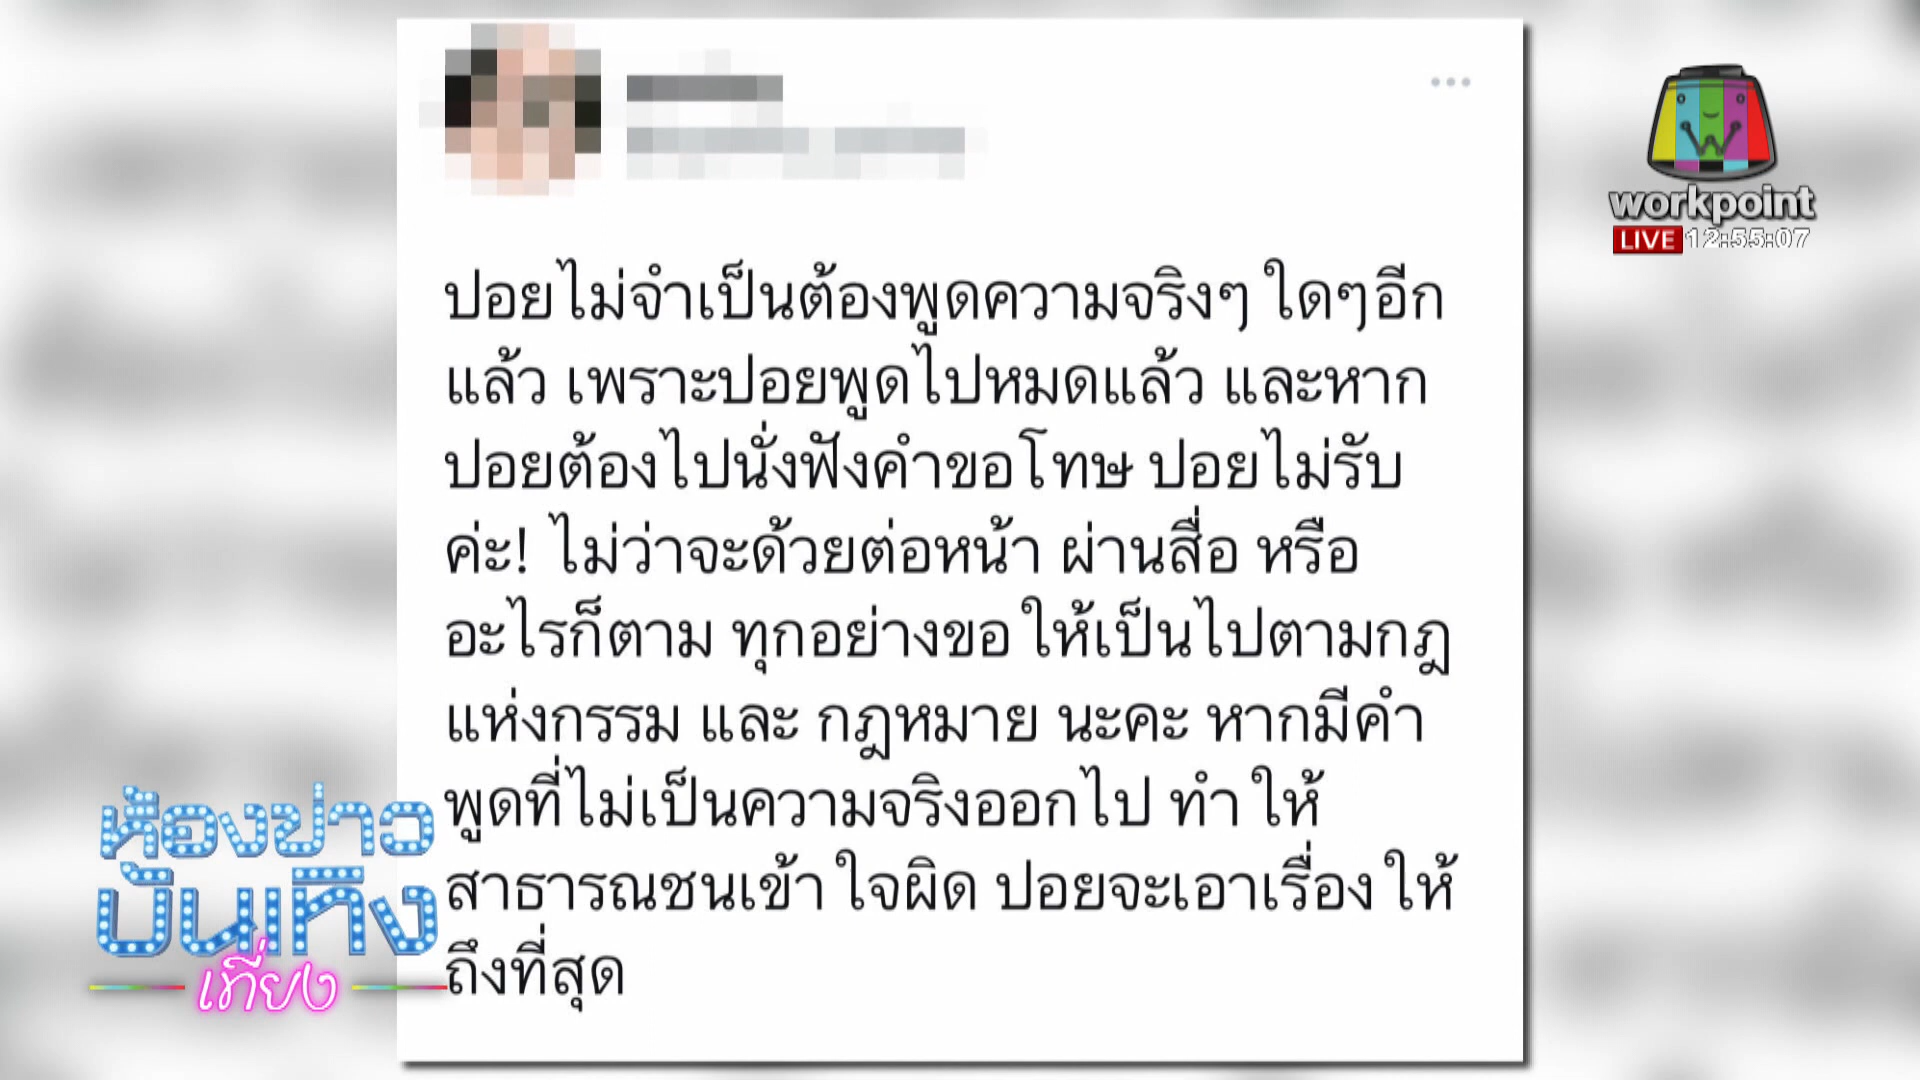 workpoint
LIVE 12:55:07
ปอยไม่จำเป็นต้องพูดความจริงๆ ใดๆอีก
แล้ว เพราะปอยพูดไปหมดแล้ว และหาก
ปอยต้องไปนั่งฟังคำขอโทษ ปอยไม่รับ
ค่ะ! ไม่ว่าจะด้วยต่อหน้า ผ่านสื่อ หรือ
อะไรก็ตาม ทุกอย่างขอให้เป็นไปตามกฎ
แห่งกรรม และ กฎหมาย นะคะ หากมีคำ
พูดที่ไม่เป็นความจริงออกไป ทำให้
สาธารณชนเข้าใจผิด ปอยจะเอาเรื่องให้
ถึงที่สุด
ห้องข่าว
บันเทิง
เที่ยง